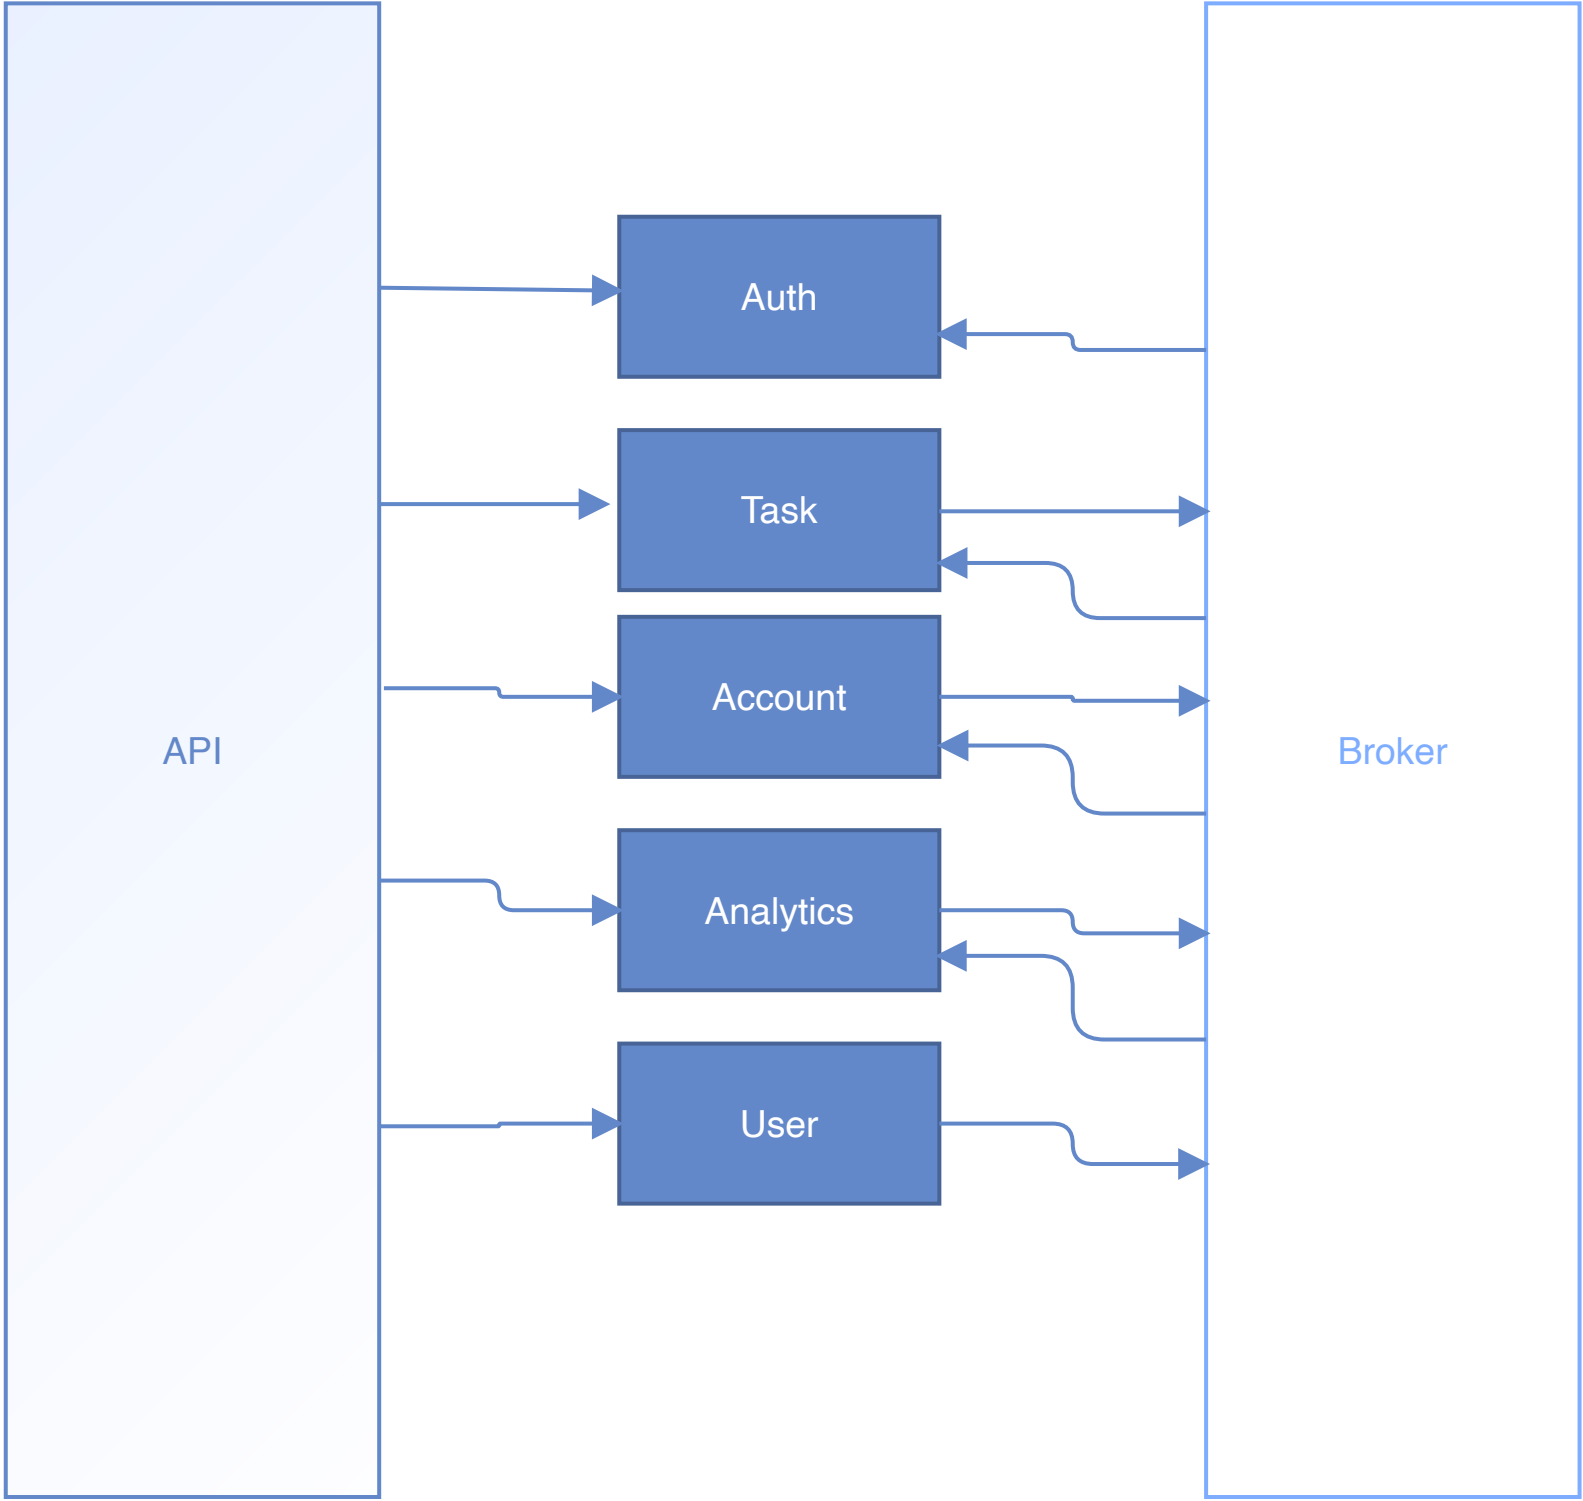 Auth
Task
Account
API
Broker
Analytics
User